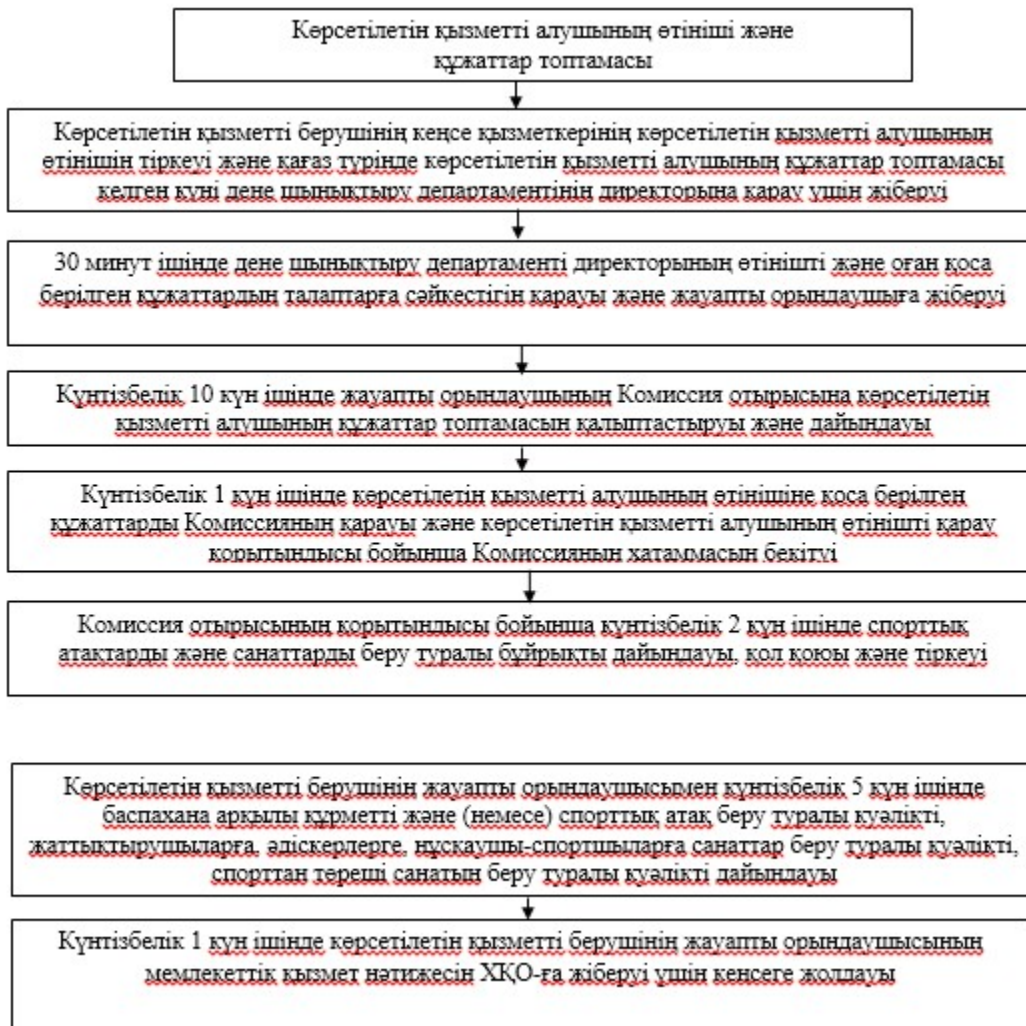 Көрсетілетін қызметті алушының өтініші және
құжаттар топтамасы
Көрсетілетін қызметті берушінің кеңсе қызметкерінің көрсетілетін қызметті алушының
өтінішін тіркеуі және қағаз түрінде көрсетілетін қызметті алушының құжаттар топтамасы
келген күні дене шынықтыру департаментінің директорына қарау үшін жіберуі
30 минут ішінде дене шынықтыру департаменті директорының өтінішті және оған қоса
берілген құжаттардың талаптарға сәйкестігін қарауы және жауапты орындаушыға жіберуі
Күнтізбелік 10 күн ішінде жауапты орындаушының Комиссия отырысына көрсетілетін
қызметті алушының құжаттар топтамасын қалыптастыруы және дайындауы
Күнтізбелік 1 күн ішінде көрсетілетін қызметті алушының өтінішіне қоса берілген
құжаттарды Комиссияның қарауы және көрсетілетін қызметті алушының өтінішті қарау
қорытындысы бойынша Комиссияның хатаммасын бекітуі
Комиссия отырысының қорытындысы бойынша күнтізбелік 2 күн ішінде спорттық
атақтарды және санаттарды беру туралы бұйрықты дайындауы, қол қоюы және тіркеуі
Көрсетілетін қызметті берушінің жауапты орындаушысымен күнтізбелік 5 күн ішінде
баспахана арқылы құрметті және (немесе) спорттық атақ беру туралы куәлікті,
жаттықтырушыларға, әдіскерлерге, нұсқаушы-спортшыларға санаттар беру туралы куәлікті,
спорттан төреші санатын беру туралы куәлікті дайындауы
Күнтізбелік 1 күн ішінде көрсетілетін қызметті берушінің жауапты орындаушысының
мемлекеттік қызмет нәтижесін ХҚО-ға жіберуі үшін кеңсеге жолдауы